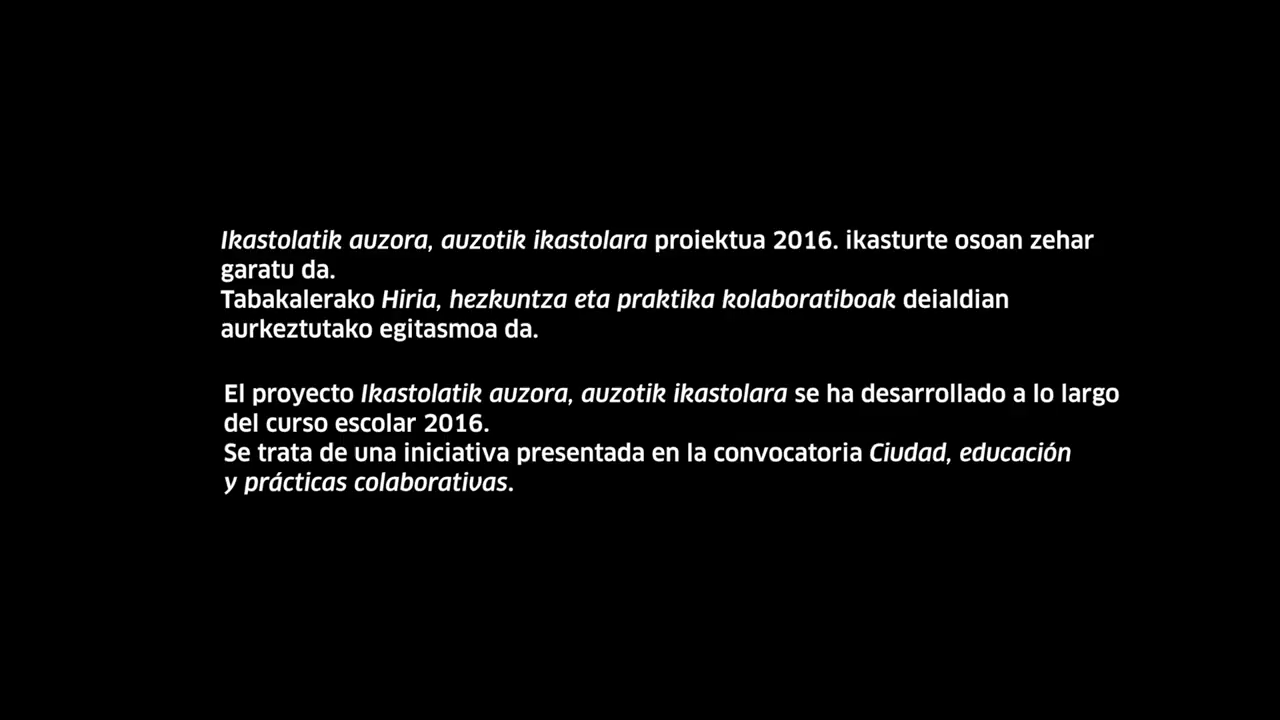 Ikastolatik auzora, auzotik ikastolara proiektua 2016. ikasturte osoan zehar
garatu da.
Tabakalerako Hiria, hezkuntza eta praktika kolaboratiboak deialdian
aurkeztutako egitasmoa da.
El proyecto Ikastolatik auzora, auzotik ikastolara se ha desarrollado a lo largo
del curso escolar 2016.
Se trata de una iniciativa presentada en la convocatoria Ciudad, educación
y prácticas colaborativas.